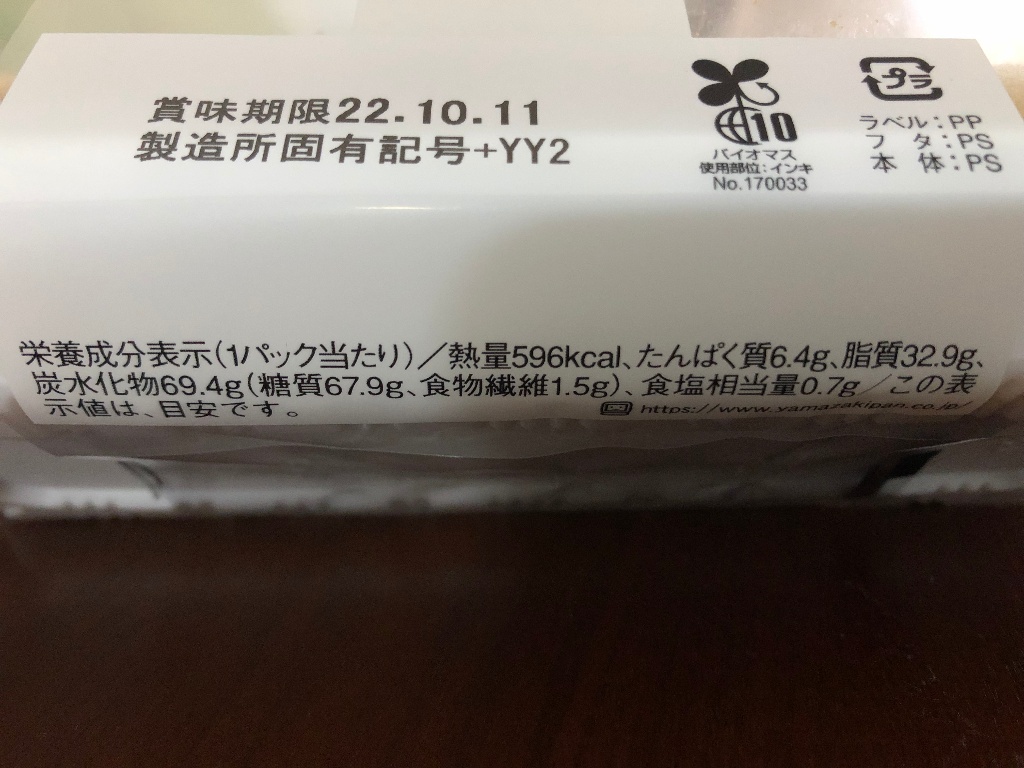 賞味期限22.10.11
製造所固有記号+YY2
10
バイオマス
使用部位:インキ
No.170033
プラ
ラベル:PP
フタ:PS
本体:PS
栄養成分表示(1パック当たり)/熱量596kcal、たんぱく質6.4g、脂質32.9g、
炭水化物69.4g(糖質67.9g、食物繊維1.5g)、食塩相当量0.7g/この表
示値は、目安です。
https://www.yamazakipan.co.jp/